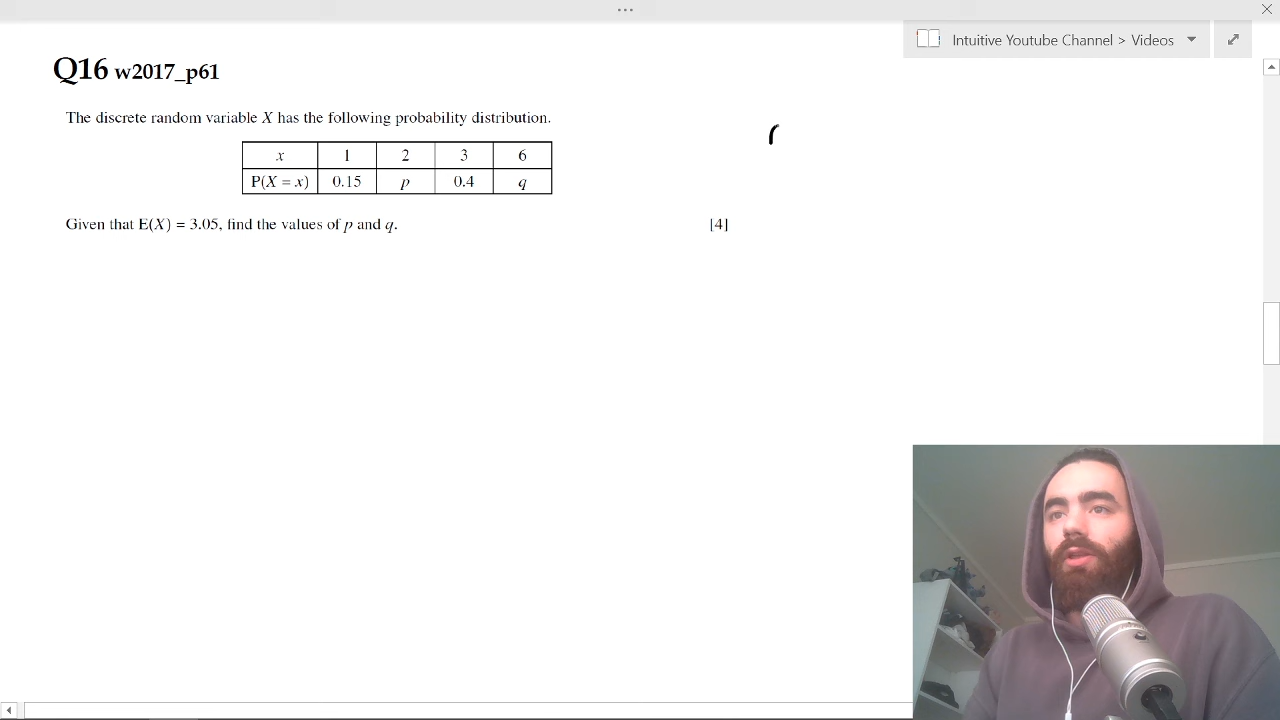 Intuitive Youtube Channel > Videos
Q16 w2017_p61
The discrete random variable X has the following probability distribution.
x 1 2 3 6
P(X = x) 0.15 p 0.4 q
Given that E(X) = 3.05, find the values of p and q. [4]